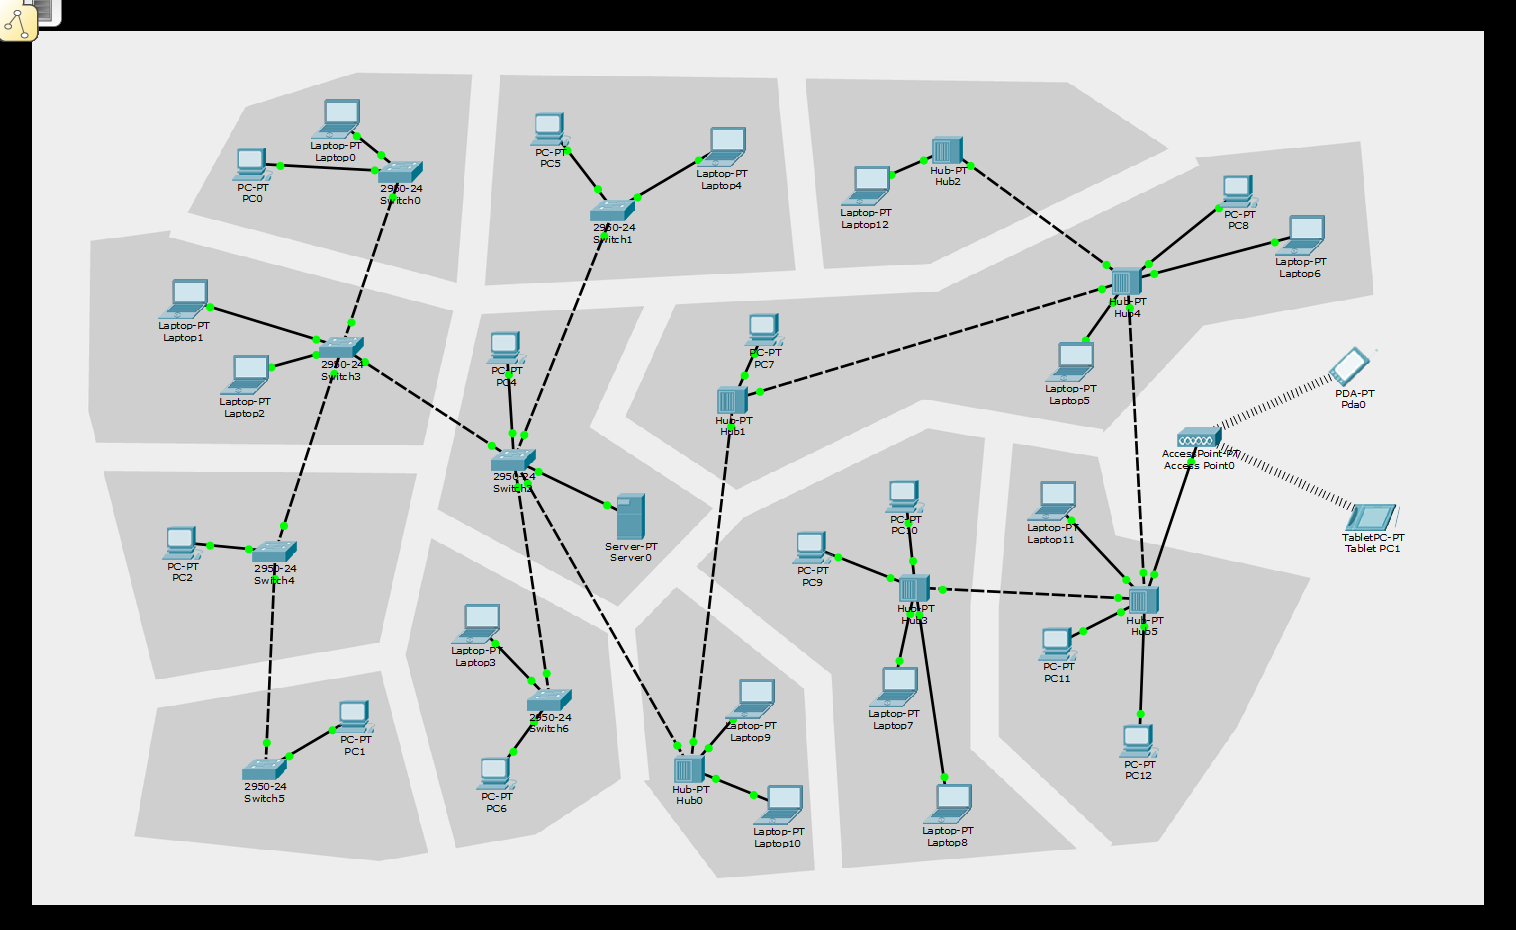 Laptop-PT
Laptop0
PC-PT
PC0
2950-24
Switch0
PC-PT
PC5
Laptop-PT
Laptop4
2950-24
Switch1
Hub-PT
Hub2
Laptop-PT
Laptop12
PC-PT
PC8
Laptop-PT
Laptop6
Hub-PT
Hub4
Laptop-PT
Laptop5
Laptop-PT
Laptop1
2950-24
Switch3
Laptop-PT
Laptop2
PC-PT
PC4
PC-PT
PC7
Hub-PT
Hub1
PDA-PT
Pda0
AccessPoint-PT
Access Point0
2950-24
Switch2
Server-PT
Server0
TabletPC-PT
Tablet PC1
PC-PT
PC2
2950-24
Switch4
PC-PT
PC10
PC-PT
PC9
Laptop-PT
Laptop11
Hub-PT
Hub3
Hub-PT
Hub5
PC-PT
PC11
Laptop-PT
Laptop3
2950-24
Switch6
PC-PT
PC6
PC-PT
PC1
2950-24
Switch5
Laptop-PT
Laptop9
Hub-PT
Hub0
Laptop-PT
Laptop10
Laptop-PT
Laptop7
Laptop-PT
Laptop8
PC-PT
PC12